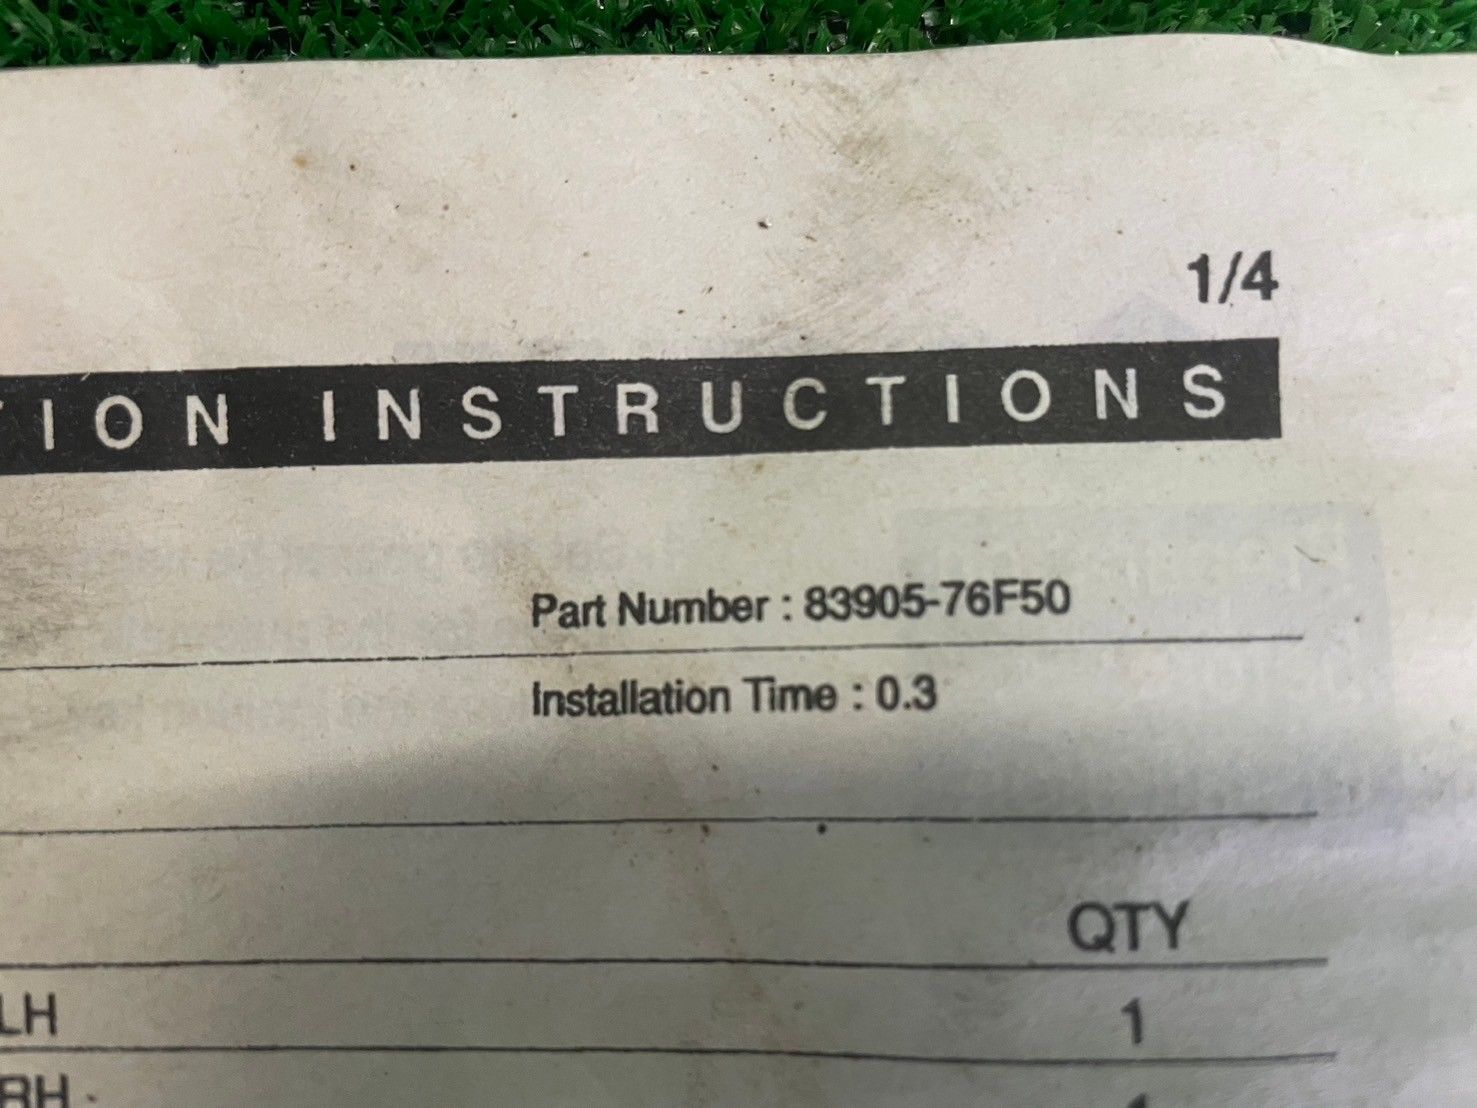 1/4
ION INSTRUCTIONS
Part Number : 83905-76F50
Installation Time : 0.3
QTY
LH 1
RH